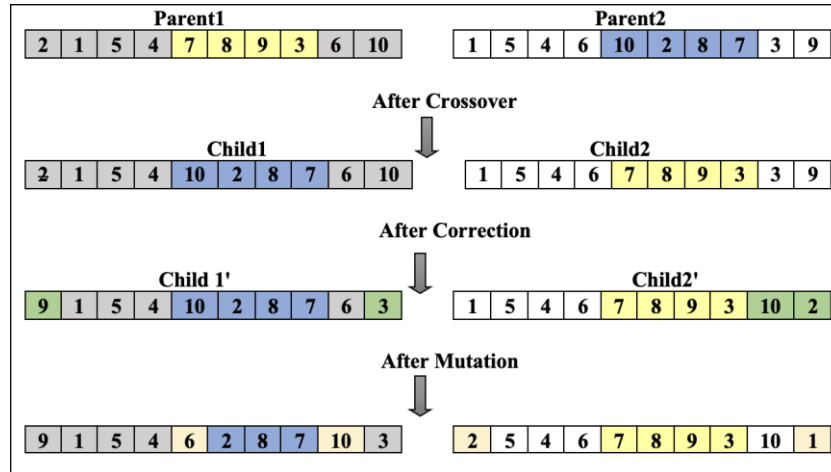 Parent1 Parent2
2 1 5 4 7 8 9 3 6 10 1 5 4 6 10 2 8 7 3 9
After Crossover
Child1 Child2
2 1 5 4 10 2 8 7 6 10 1 5 4 6 7 8 9 3 3 9
After Correction
Child 1' Child2'
9 1 5 4 10 2 8 7 6 3 1 5 4 6 7 8 9 3 10 2
After Mutation
9 1 5 4 6 2 8 7 10 3 2 5 4 6 7 8 9 3 10 1